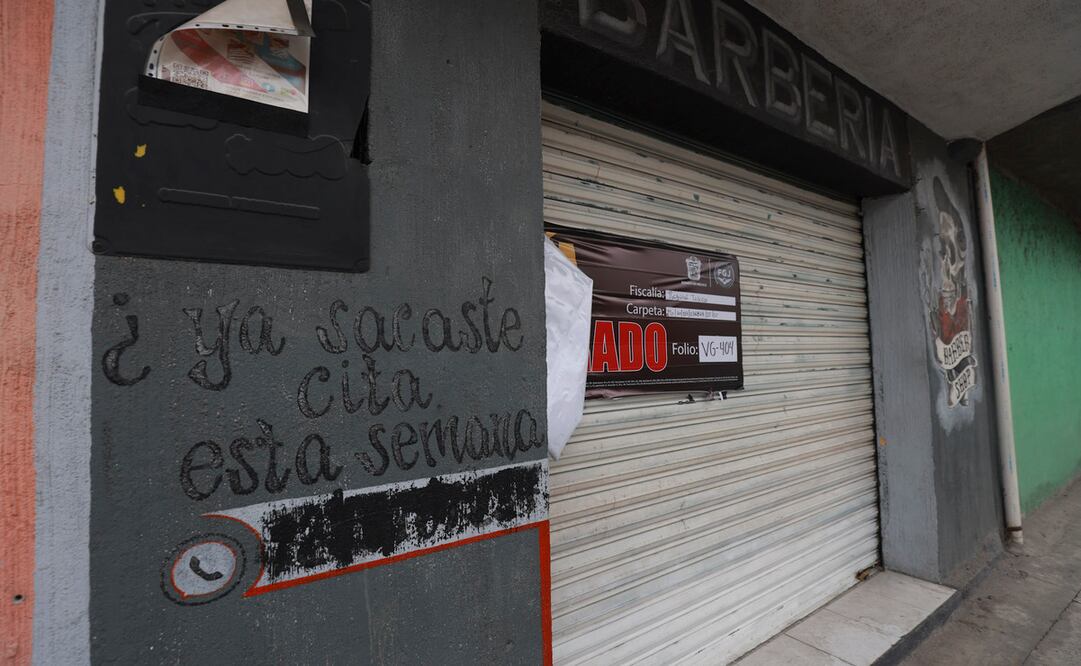 BARBERIA
¿ ya sacaste
cita
esta semana
FGJ
Fiscalía:
Carpeta:
ADO
Folio: VG-404
BARBER
SHOP